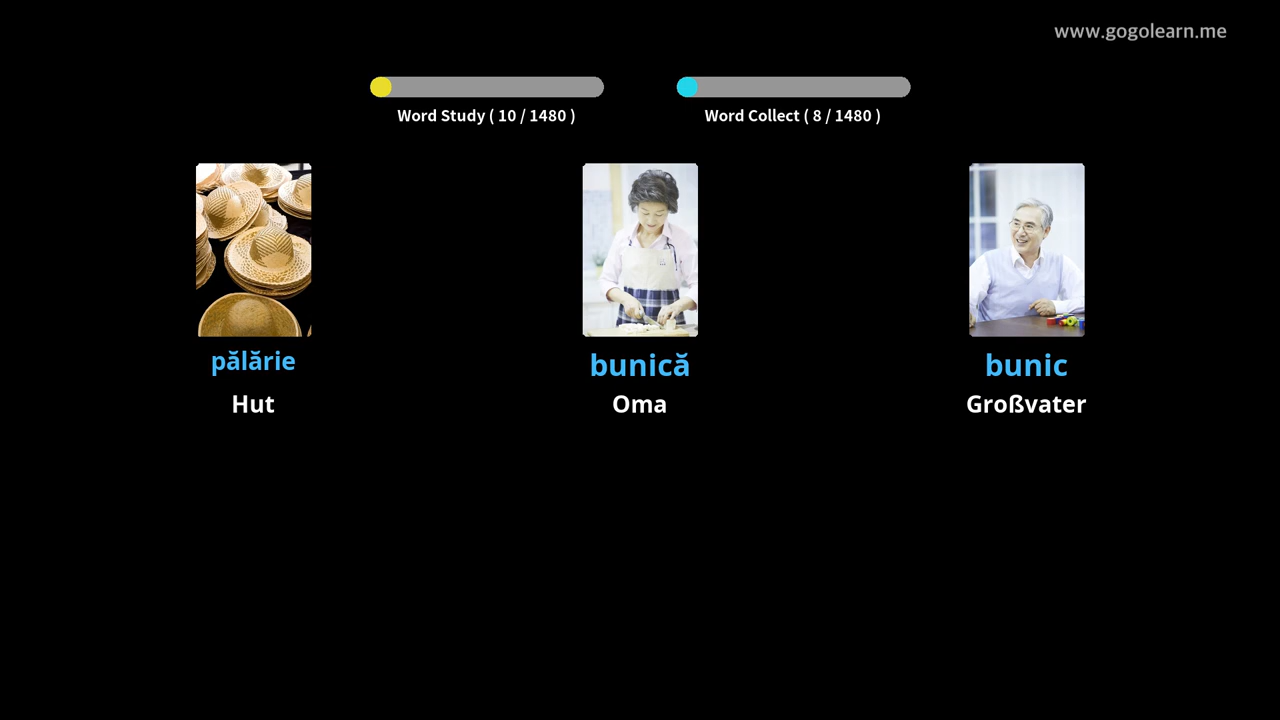 www.gogolearn.me
Word Study ( 10 / 1480 )
Word Collect ( 8 / 1480 )
pălărie
bunică
bunic
Hut
Oma
Großvater